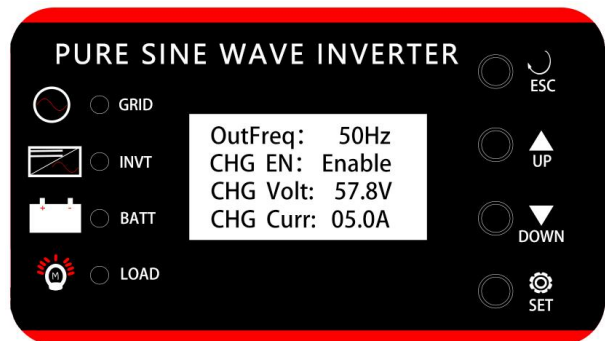 PURE SINE WAVE INVERTER
ESC
GRID
OutFreq: 50Hz
INVT
CHG EN: Enable
UP
CHG Volt: 57.8V
+ -
BATT
CHG Curr: 05.0A
DOWN
M
LOAD
SET